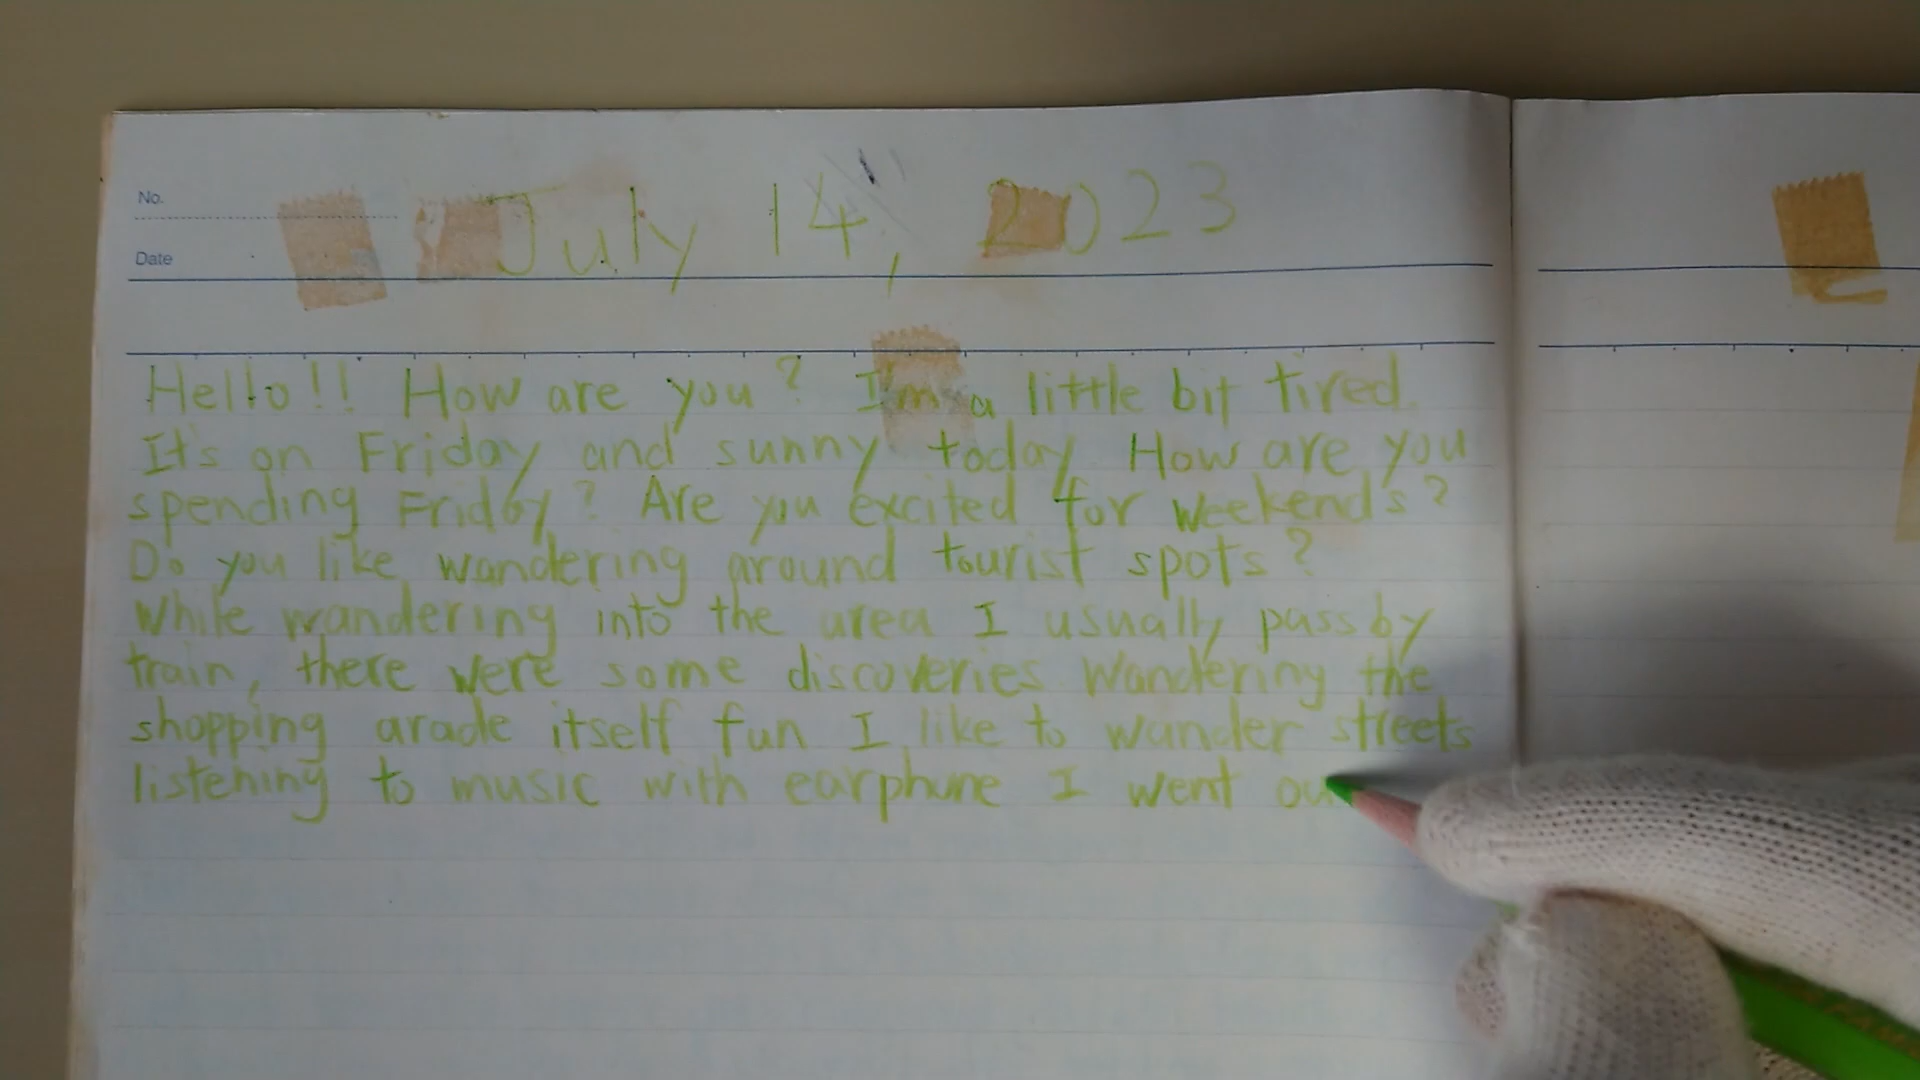 No.
Date
July 14, 2023
Hello!! How are you? I'm a little bit tired.
It's on Friday and sunny today. How are you
spending Friday? Are you excited for weekends?
Do you like wandering around tourist spots?
While wandering into the area I usually pass by
train, there were some discoveries Wandering the
shopping arade itself fun I like to wander streets
listening to music with earphone I went ou